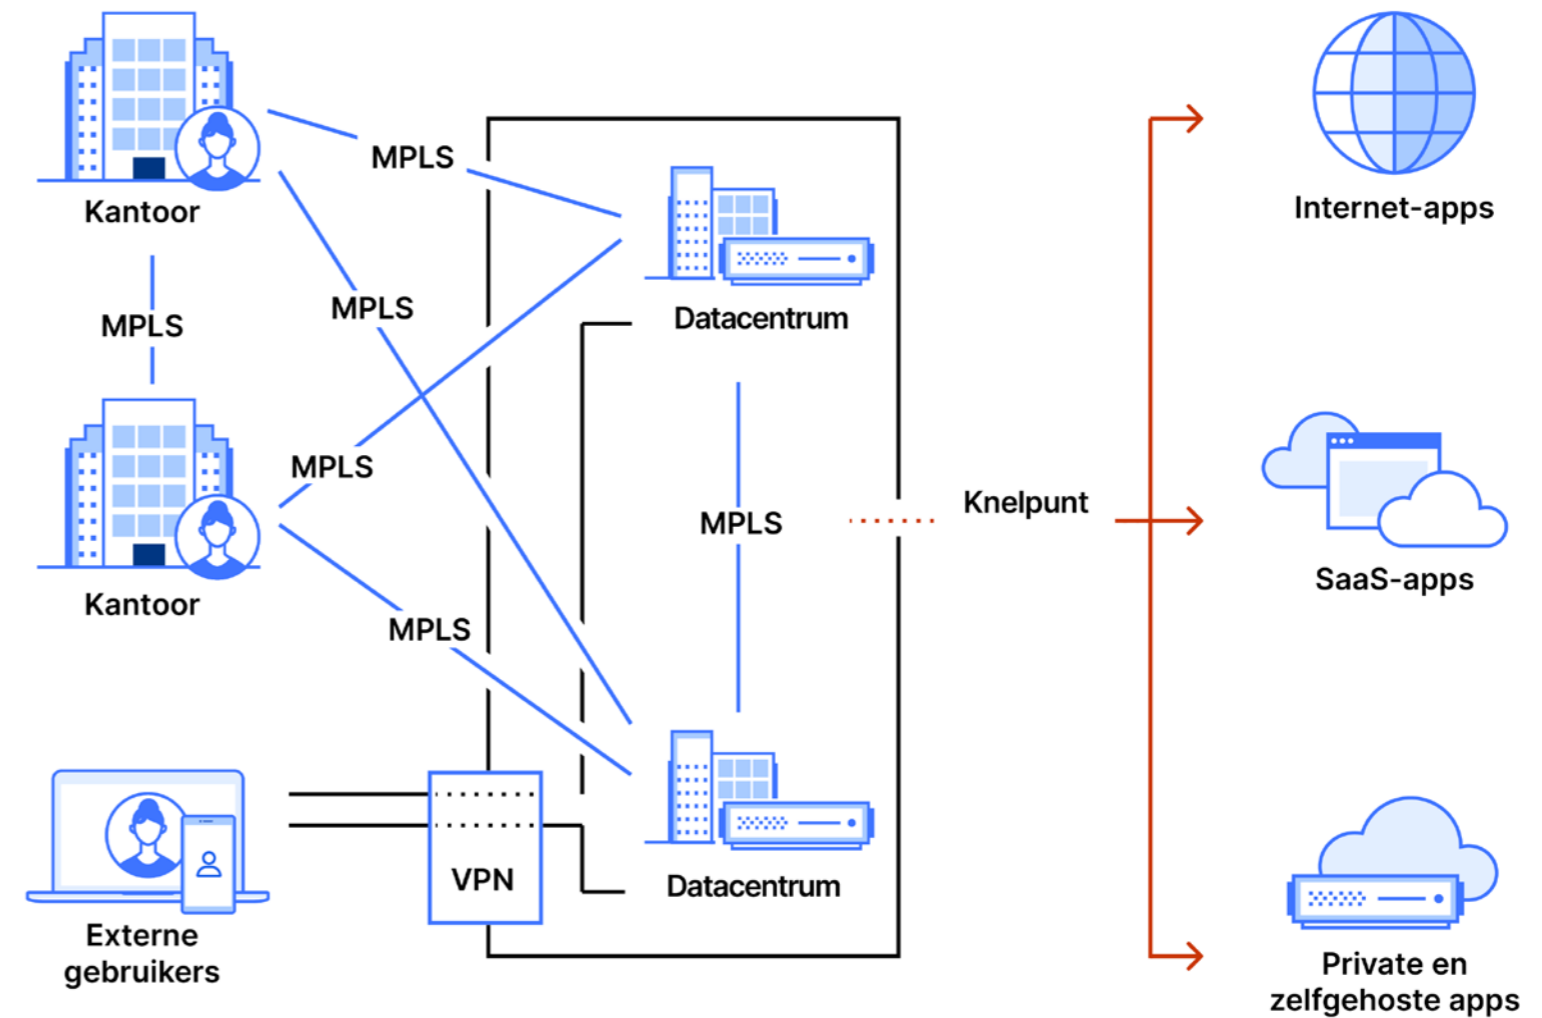 MPLS
Kantoor
Internet-apps
MPLS
MPLS
Datacentrum
MPLS
Kantoor
MPLS
MPLS
Knelpunt
SaaS-apps
MPLS
VPN
Datacentrum
Externe
gebruikers
Private en
zelfgehoste apps